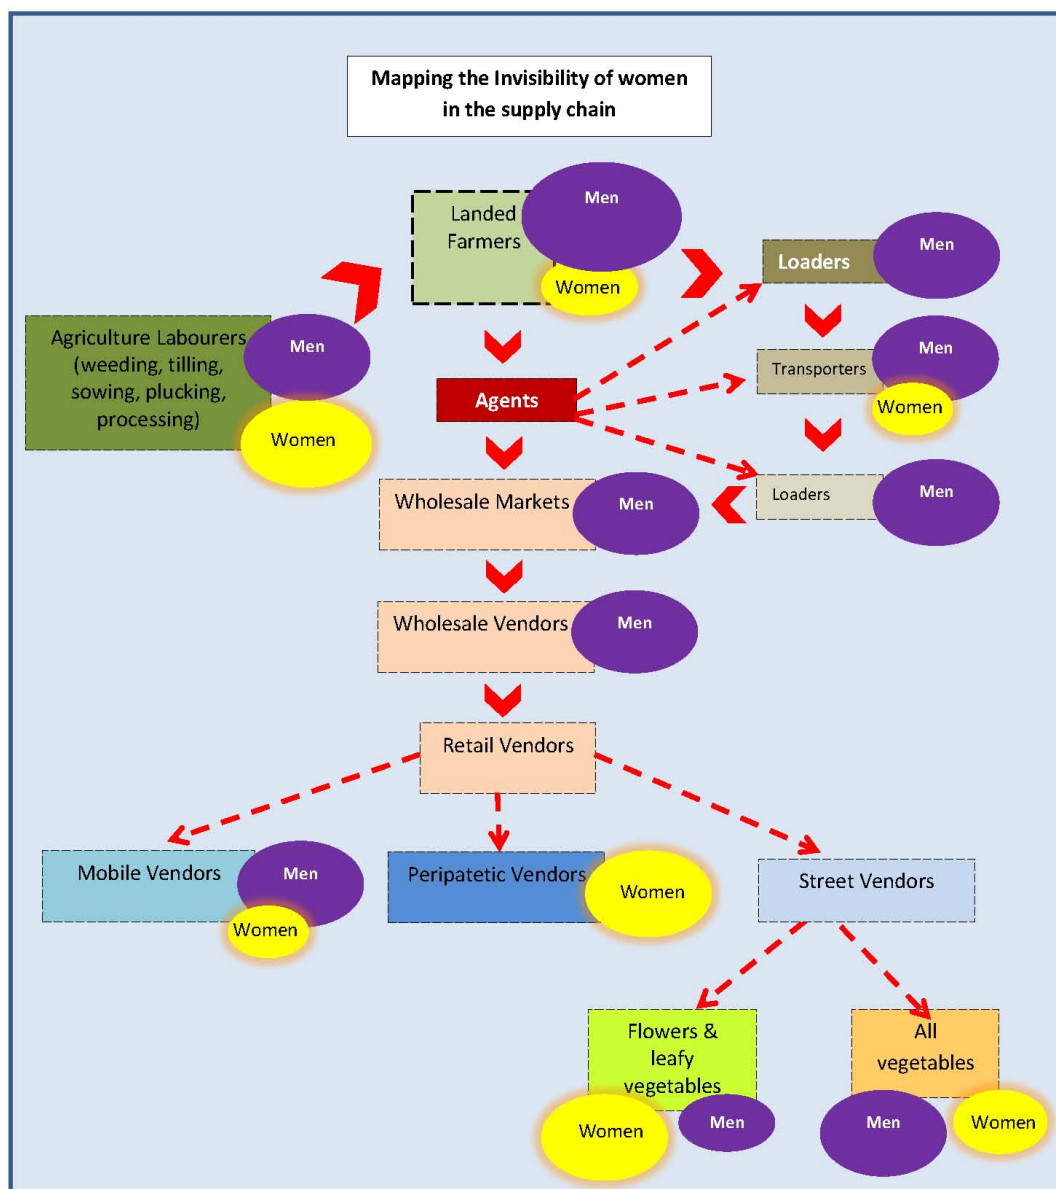 Mapping the Invisibility of women
in the supply chain
Men
Landed
Farmers
Women
Men
Loaders
Agriculture Labourers
(weeding, tilling,
sowing, plucking,
processing)
Men
Women
Men
Transporters
Women
Agents
Wholesale Markets
Men
Loaders
Men
Wholesale Vendors
Men
Retail Vendors
Mobile Vendors
Men
Women
Peripatetic Vendors
Women
Street Vendors
Flowers &
leafy
vegetables
Women
Men
All
vegetables
Men
Women